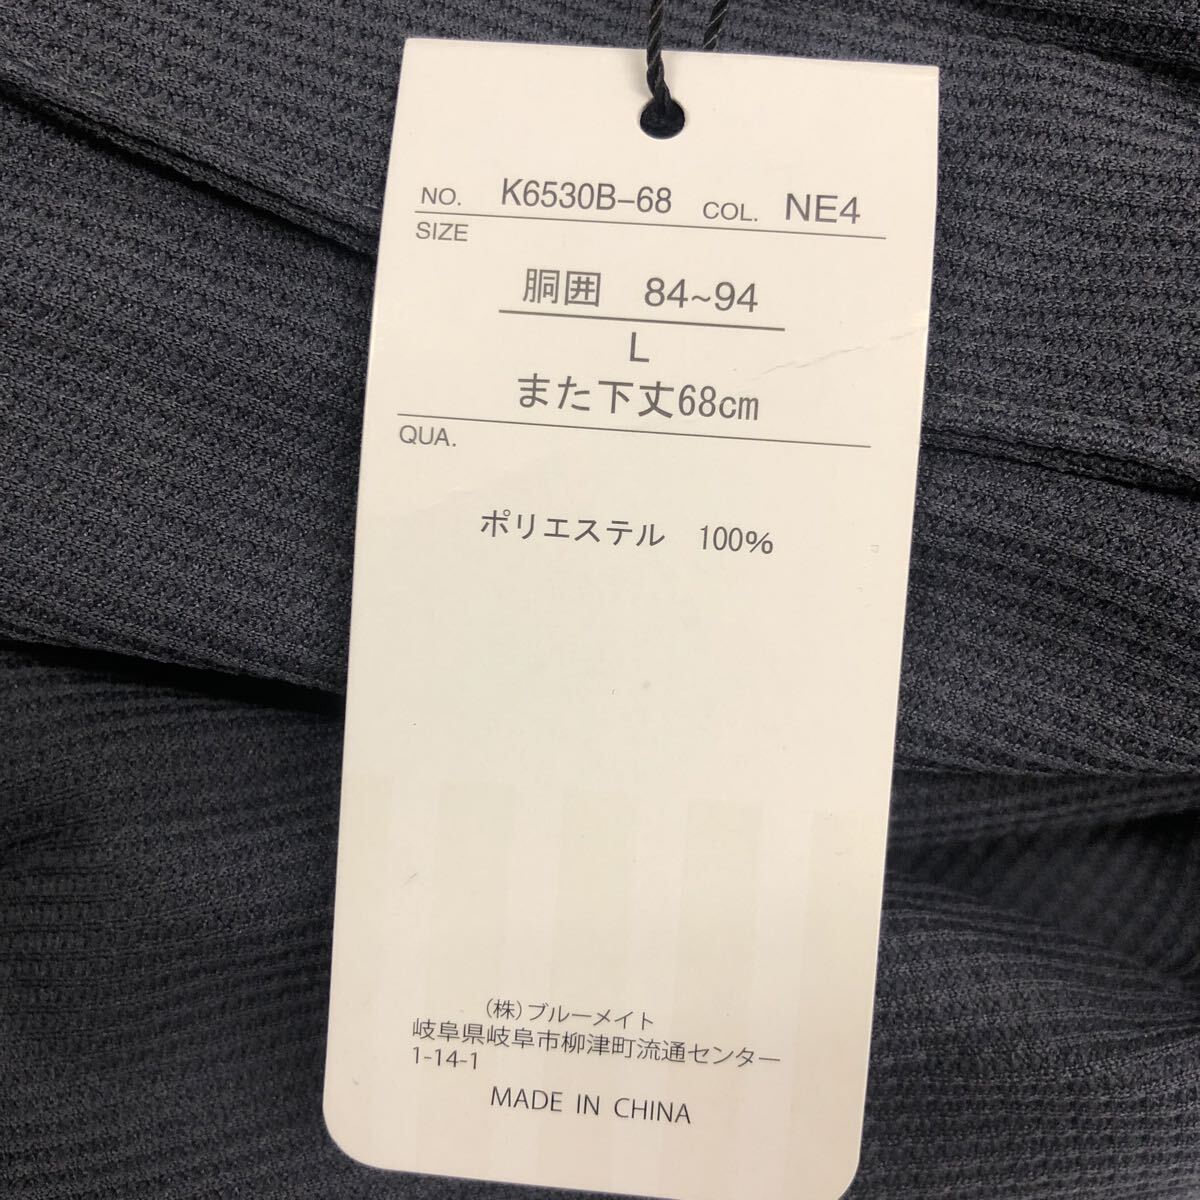 NO. K6530B-68 COL. NE4
SIZE
胴囲 84~94
L
また下丈68cm
QUA.
ポリエステル 100%
(株)ブルーメイト
岐阜県岐阜市柳津町流通センター
1-14-1
MADE IN CHINA